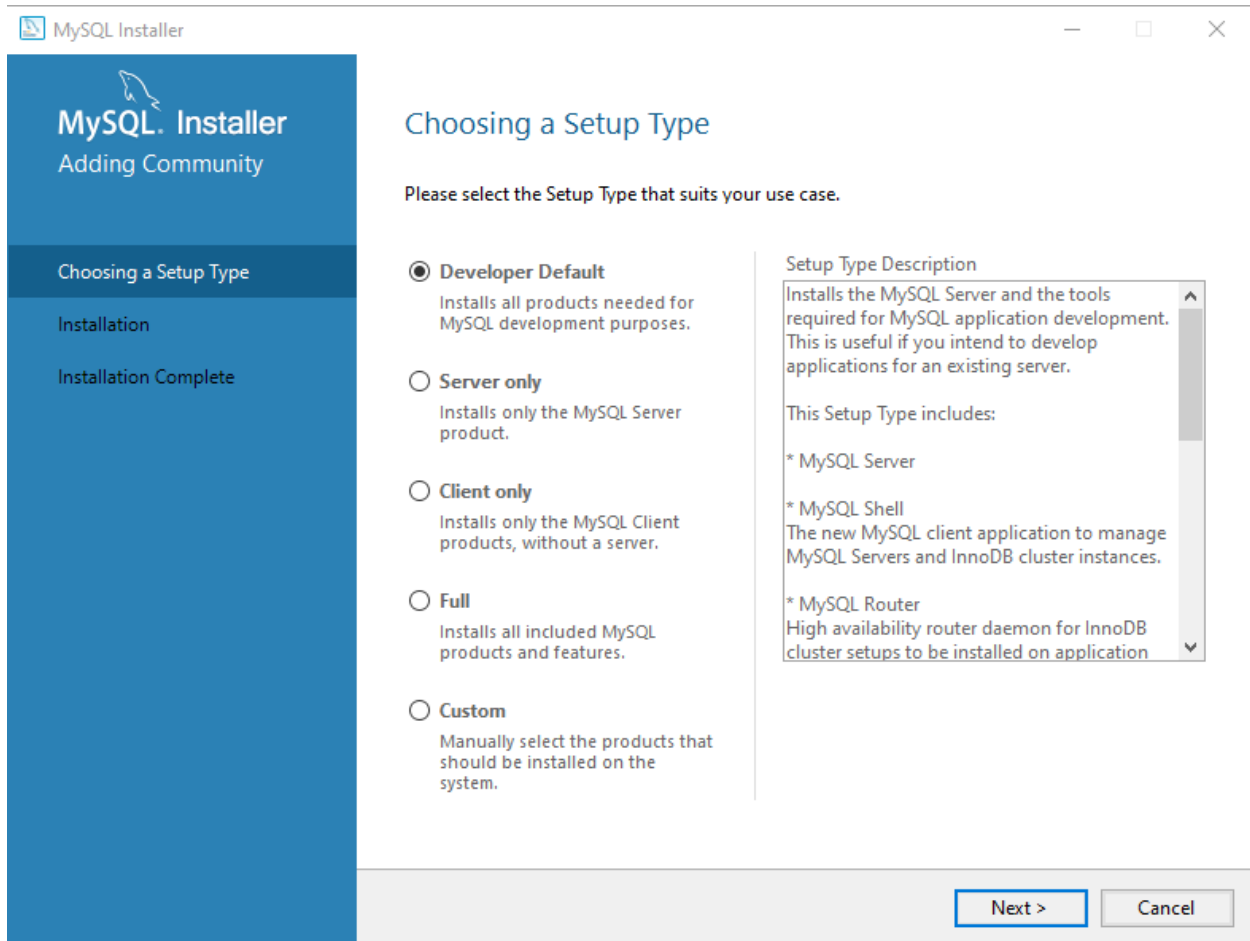 MySQL Installer
MySQL. Installer
Adding Community
Choosing a Setup Type
Installation
Installation Complete
Choosing a Setup Type
Please select the Setup Type that suits your use case.
Developer Default
Installs all products needed for
MySQL development purposes.
Server only
Installs only the MySQL Server
product.
Client only
Installs only the MySQL Client
products, without a server.
Full
Installs all included MySQL
products and features.
Custom
Manually select the products that
should be installed on the
system.
Setup Type Description
Installs the MySQL Server and the tools
required for MySQL application development.
This is useful if you intend to develop
applications for an existing server.
This Setup Type includes:
* MySQL Server
* MySQL Shell
The new MySQL client application to manage
MySQL Servers and InnoDB cluster instances.
* MySQL Router
High availability router daemon for InnoDB
cluster setups to be installed on application
Next >
Cancel